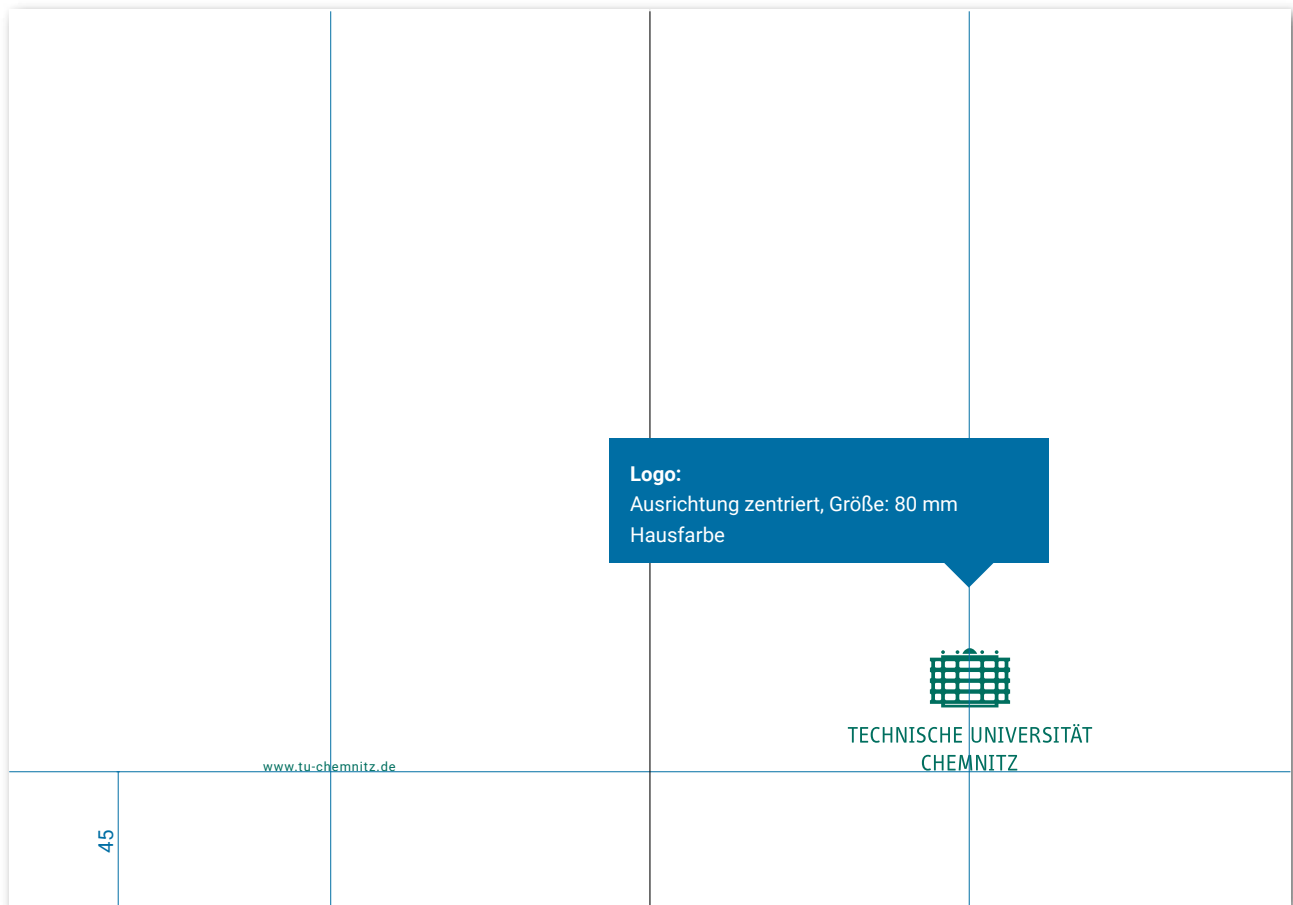 Logo:
Ausrichtung zentriert, Größe: 80 mm
Hausfarbe
TECHNISCHE UNIVERSITÄT
CHEMNITZ
www.tu-chemnitz.de
45